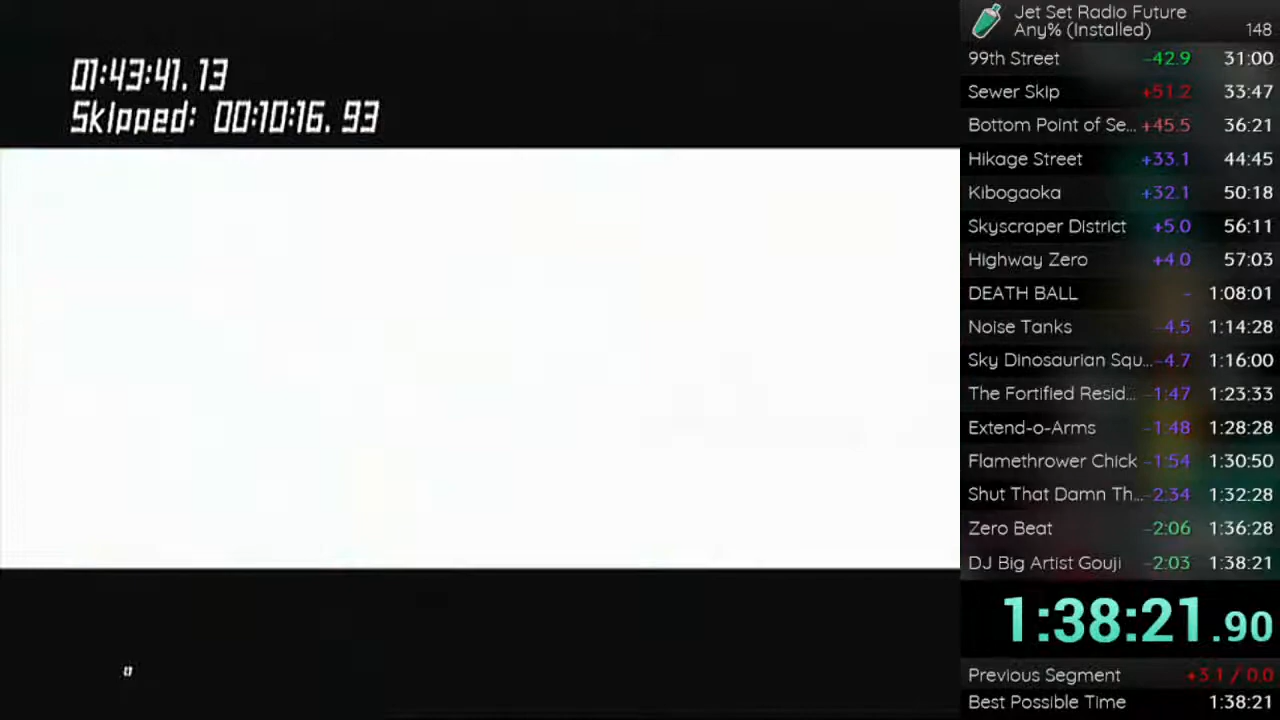 01:43:41.13
Skipped: 00:10:16.93
Jet Set Radio Future
Any% (Installed) 148
99th Street -42.9 31:00
Sewer Skip +51.2 33:47
Bottom Point of Se... +45.5 36:21
Hikage Street +33.1 44:45
Kibogaoka +32.1 50:18
Skyscraper District +5.0 56:11
Highway Zero +4.0 57:03
DEATH BALL - 1:08:01
Noise Tanks -4.5 1:14:28
Sky Dinosaurian Squ... -4.7 1:16:00
The Fortified Resid... -1:47 1:23:33
Extend-o-Arms -1:48 1:28:28
Flamethrower Chick -1:54 1:30:50
Shut That Damn Th... -2:34 1:32:28
Zero Beat -2:06 1:36:28
DJ Big Artist Gouji -2:03 1:38:21
1:38:21.90
Previous Segment +3.1 / 0.0
Best Possible Time 1:38:21